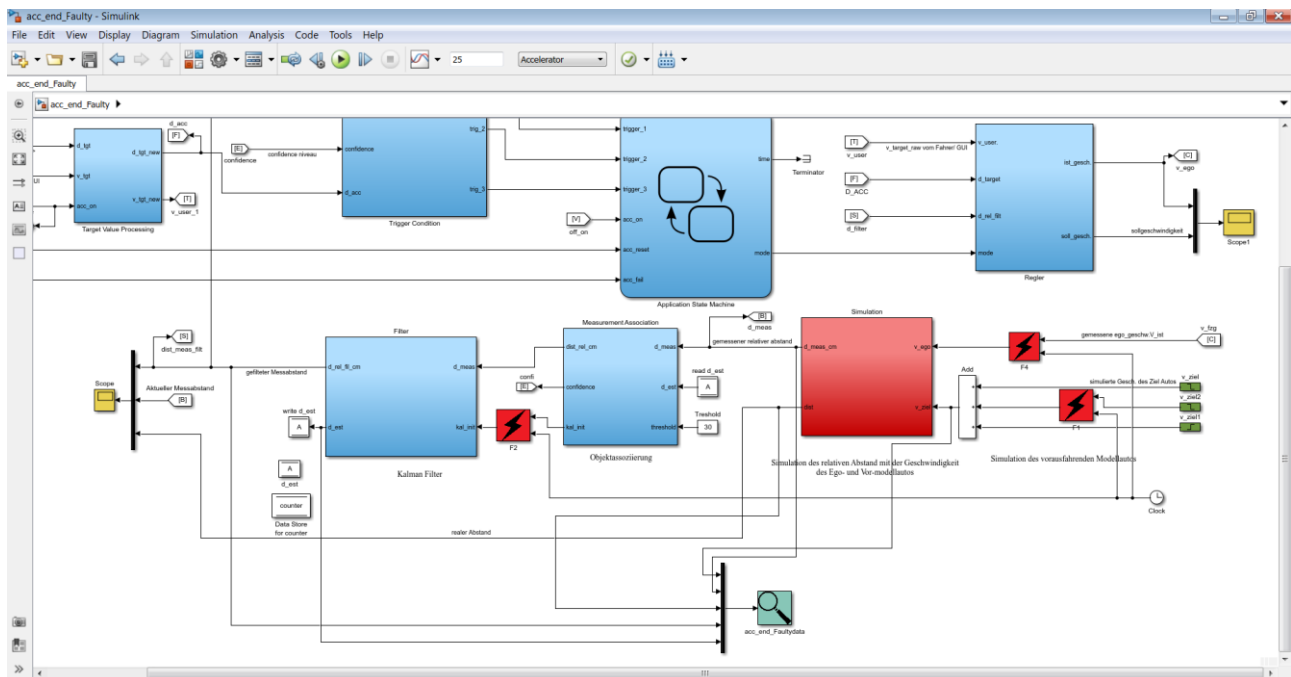 acc_end_Faulty - Simulink
File Edit View Display Diagram Simulation Analysis Code Tools Help
25
Accelerator
acc_end_Faulty
acc_end_Faulty
d_tgt
v_tgt
acc_on
d_tgt_new
v_tgt_new
Target Value Processing
d_acc
[F]
[T]
v_user_1
[E]
confidence
confidence niveau
confidence
d_acc
trig_2
trig_3
Trigger Condition
[V]
off_on
trigger_1
trigger_2
trigger_3
acc_on
acc_reset
acc_fail
time
mode
Application State Machine
Terminator
[T]
v_user
v_target_raw vom Fahrer/ GUI
[F]
D_ACC
[S]
d_filter
v_user.
d_target
d_rel_filt
mode
ist_gesch.
soll_gesch.
Regler
[C]
v_ego
sollgeschwindigkeit
Scope1
[S]
dist_meas_filt
gefilteter Messabstand
Aktueller Messabstand
[B]
Scope
Filter
d_rel_fil_cm
d_est
d_meas
kal_init
Kalman Filter
write d_est
A
A
d_est
counter
Data Store
for counter
realer Abstand
confi
[E]
F2
Measurement Association
dist_rel_cm
confidence
kal_init
d_meas
d_est
threshold
Objektassoziierung
[B]
d_meas
gemessener relativer abstand
read d_est
A
Treshold
30
Simulation
d_meas_cm
dist
v_ego
v_ziel
Simulation des relativen Abstand mit der Geschwindigkeit
des Ego- und Vor-modellautos
Add
F4
gemessene ego_geschw.V_ist
v_fzg
[C]
simulierte Gesch. des Ziel Autos
v_ziel
v_ziel2
v_ziel1
F1
Simulation des vorausfahrenden Modellautos
Clock
acc_end_Faultydata